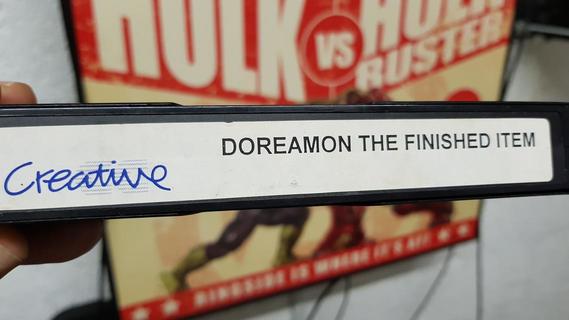 HULK VS HULK
BUSTER
Creative
DOREAMON THE FINISHED ITEM
RINGSIDE IS WHERE IT'S AT.